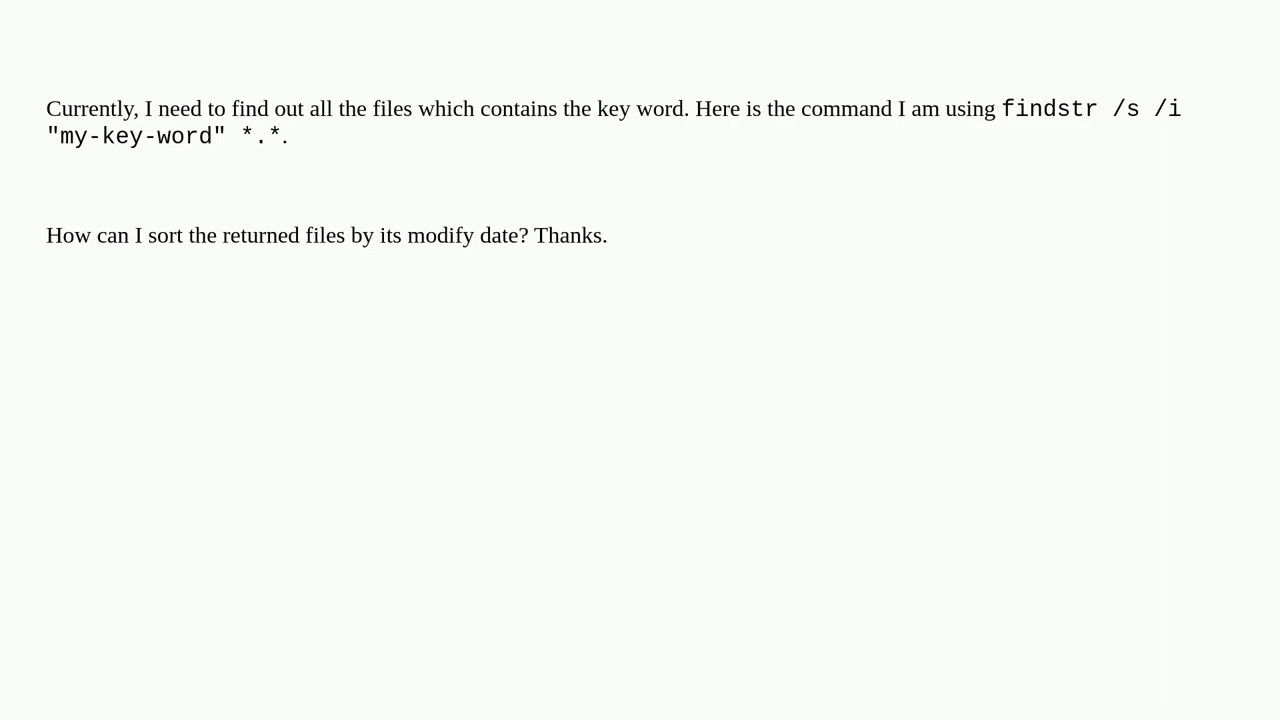 Currently, I need to find out all the files which contains the key word. Here is the command I am using findstr /s /i
"my-key-word" *.*.
How can I sort the returned files by its modify date? Thanks.